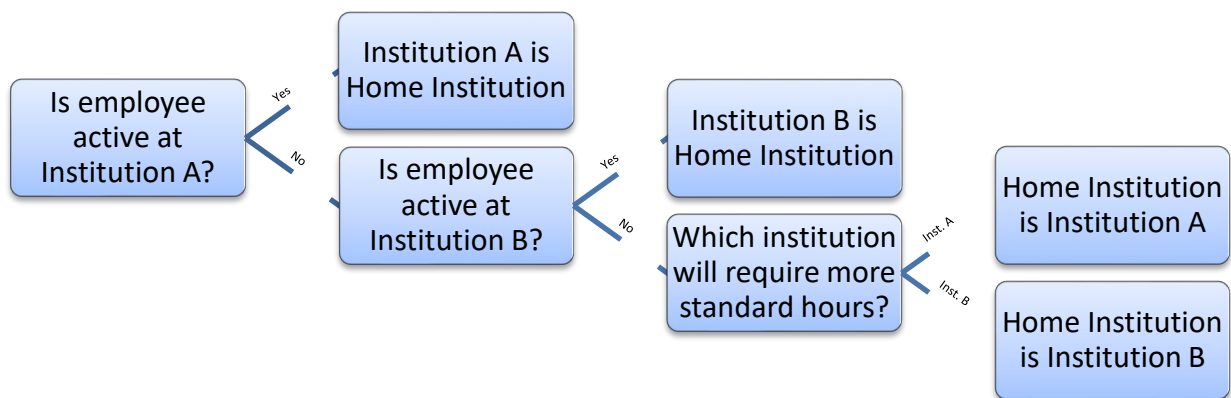 Is employee
active at
Institution A?
Yes
No
Institution A is
Home Institution
Is employee
active at
Institution B?
Yes
No
Institution B is
Home Institution
Which institution
will require more
standard hours?
Inst. A
Inst. B
Home Institution
is Institution A
Home Institution
is Institution B